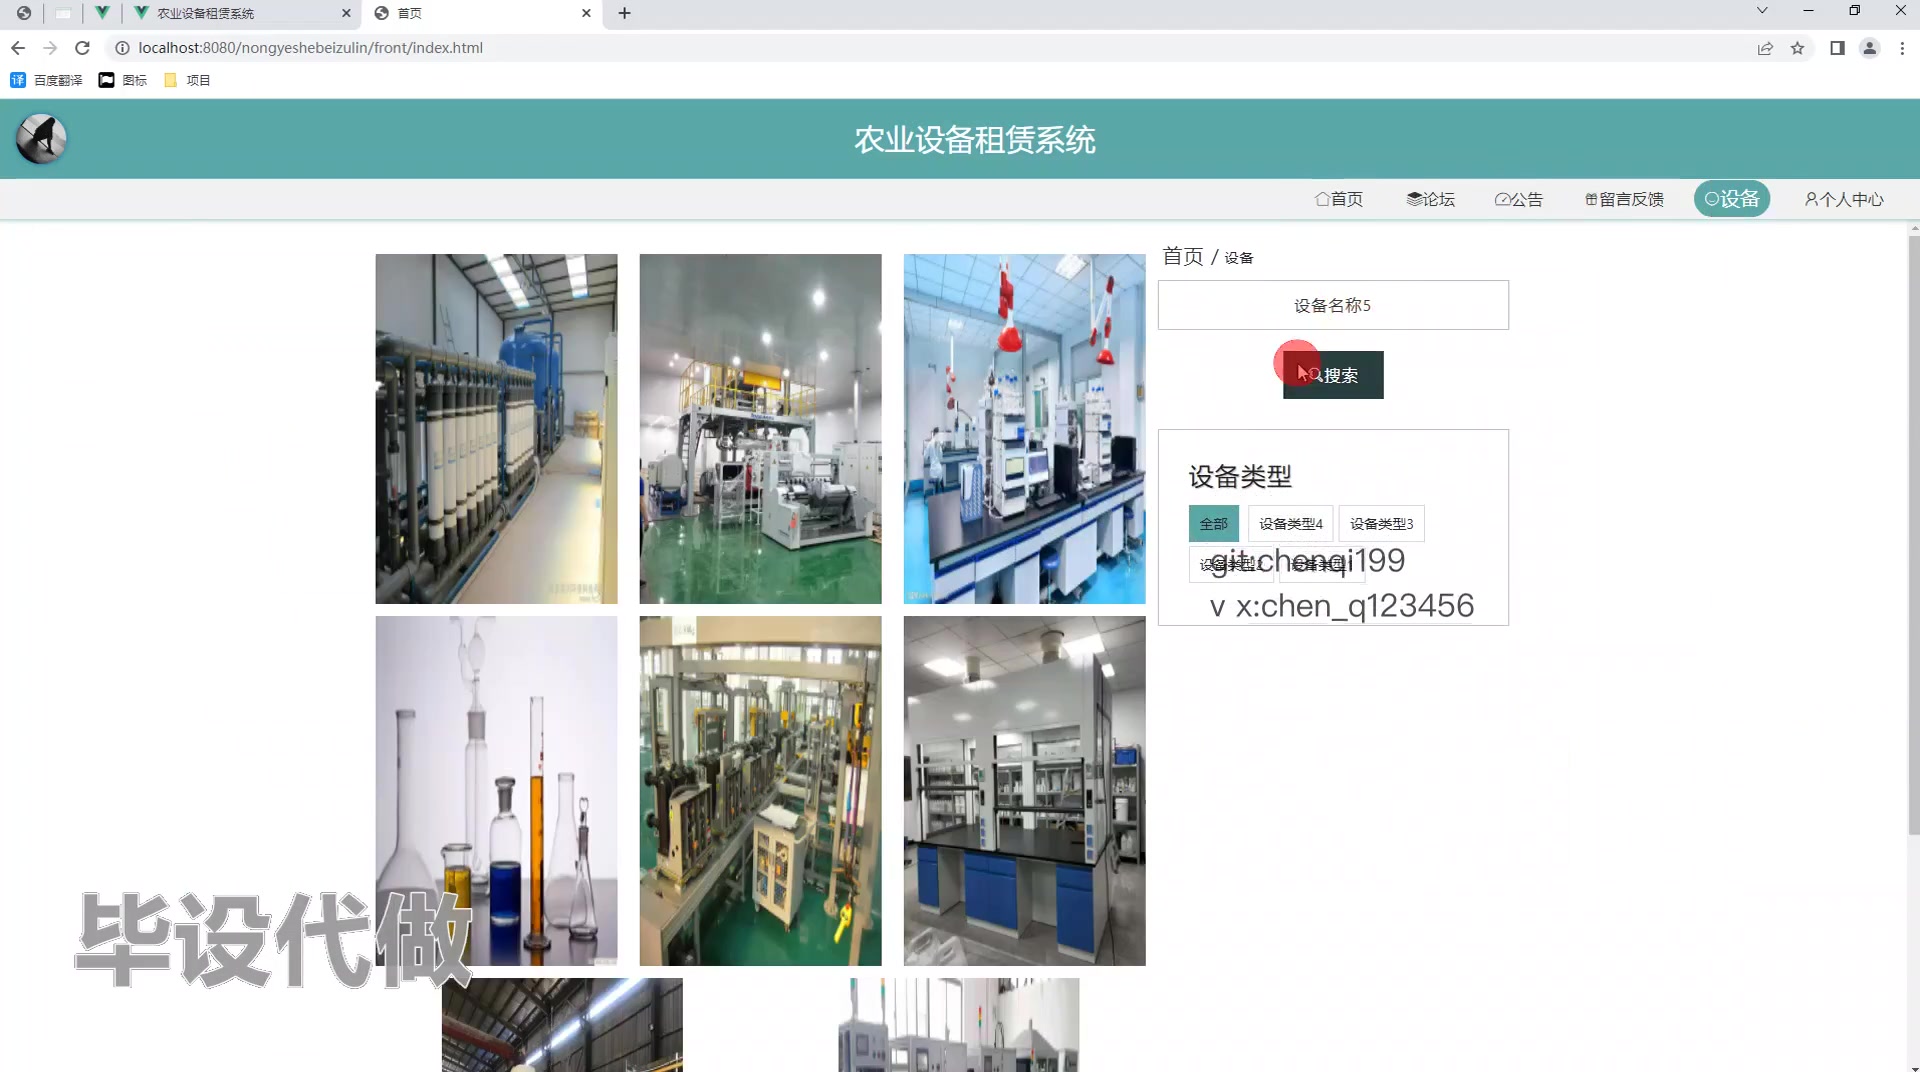 农业设备租赁系统
首页
localhost:8080/nongyeshebeizulin/front/index.html
百度翻译
图标
项目
农业设备租赁系统
首页
论坛
公告
留言反馈
设备
个人中心
首页 / 设备
设备名称5
搜索
设备类型
全部
设备类型4
设备类型3
git:chenqi199
v x:chen_q123456
毕设代做